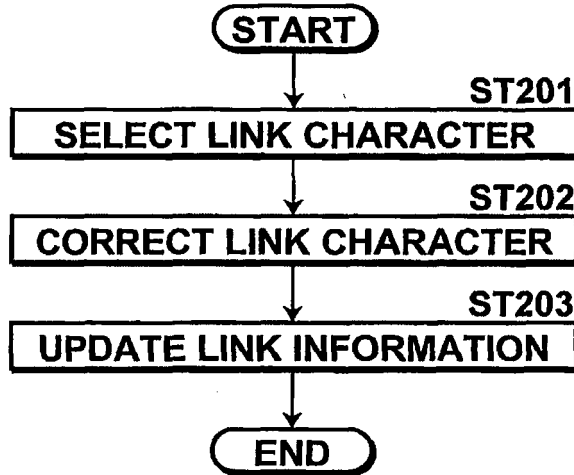 START
ST201
SELECT LINK CHARACTER
ST202
CORRECT LINK CHARACTER
ST203
UPDATE LINK INFORMATION
END